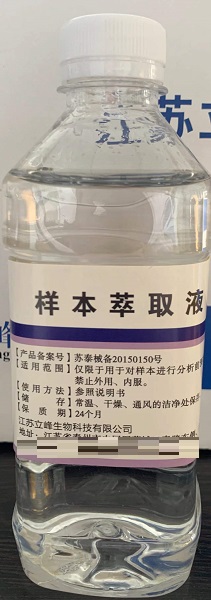 苏立
样本萃取液
【产品备案号】苏泰械备20150150号
【适用范围】仅限于用于对样本进行分析前
禁止外用、内服。
【使用方法】参照说明书
【储　　存】常温、干燥、通风的洁净处保存
【保 质 期】24个月
江苏立峰生物科技有限公司
地址：江苏省泰州市